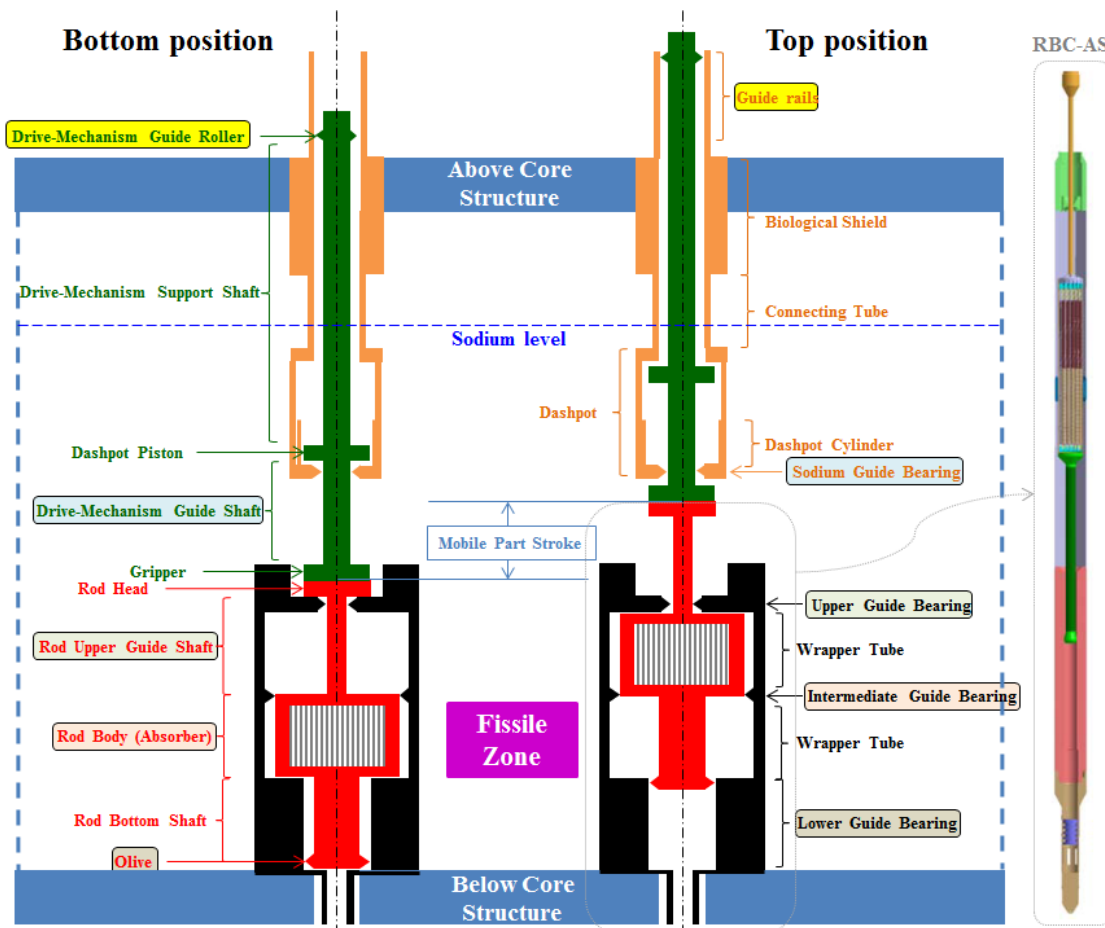 Bottom position
Top position
RBC-AS
Guide rails
Drive-Mechanism Guide Roller
Above Core
Structure
Biological Shield
Drive-Mechanism Support Shaft
Connecting Tube
Sodium level
Dashpot
Dashpot Piston
Dashpot Cylinder
Sodium Guide Bearing
Drive-Mechanism Guide Shaft
Mobile Part Stroke
Gripper
Rod Head
Upper Guide Bearing
Rod Upper Guide Shaft
Wrapper Tube
Intermediate Guide Bearing
Rod Body (Absorber)
Fissile
Zone
Wrapper Tube
Rod Bottom Shaft
Lower Guide Bearing
Olive
Below Core
Structure